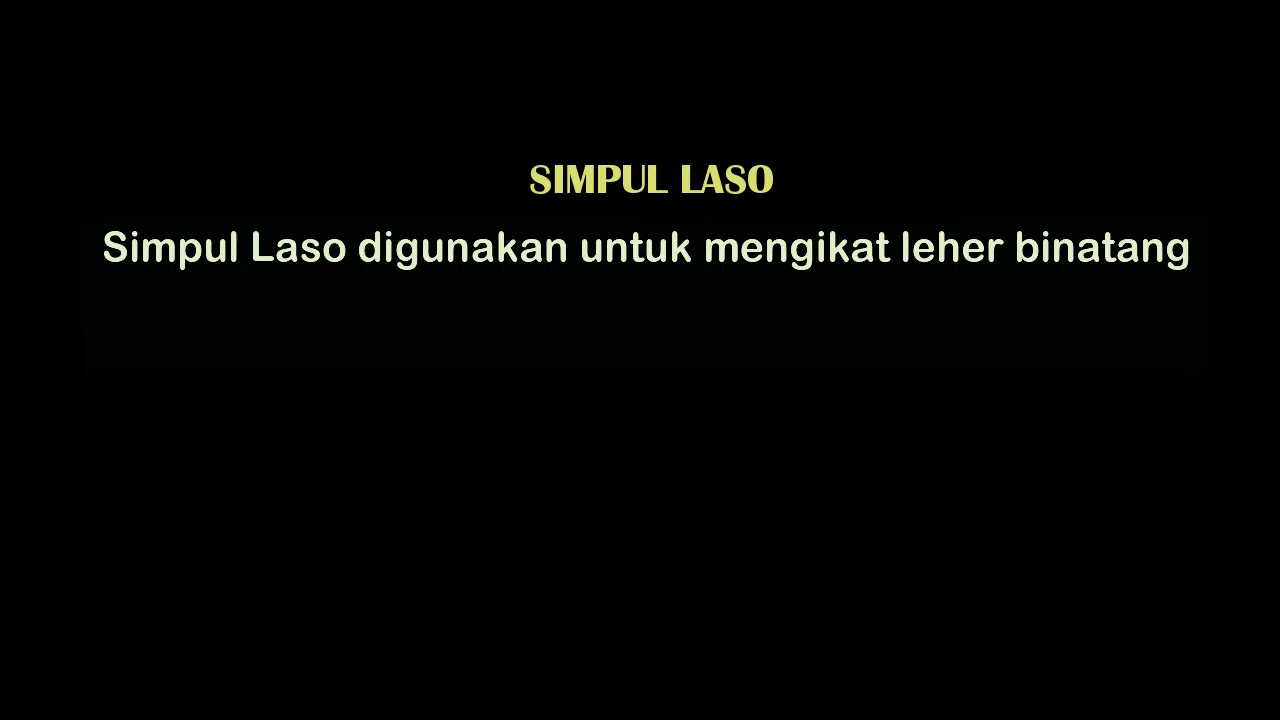 SIMPUL LASO
Simpul Laso digunakan untuk mengikat leher binatang